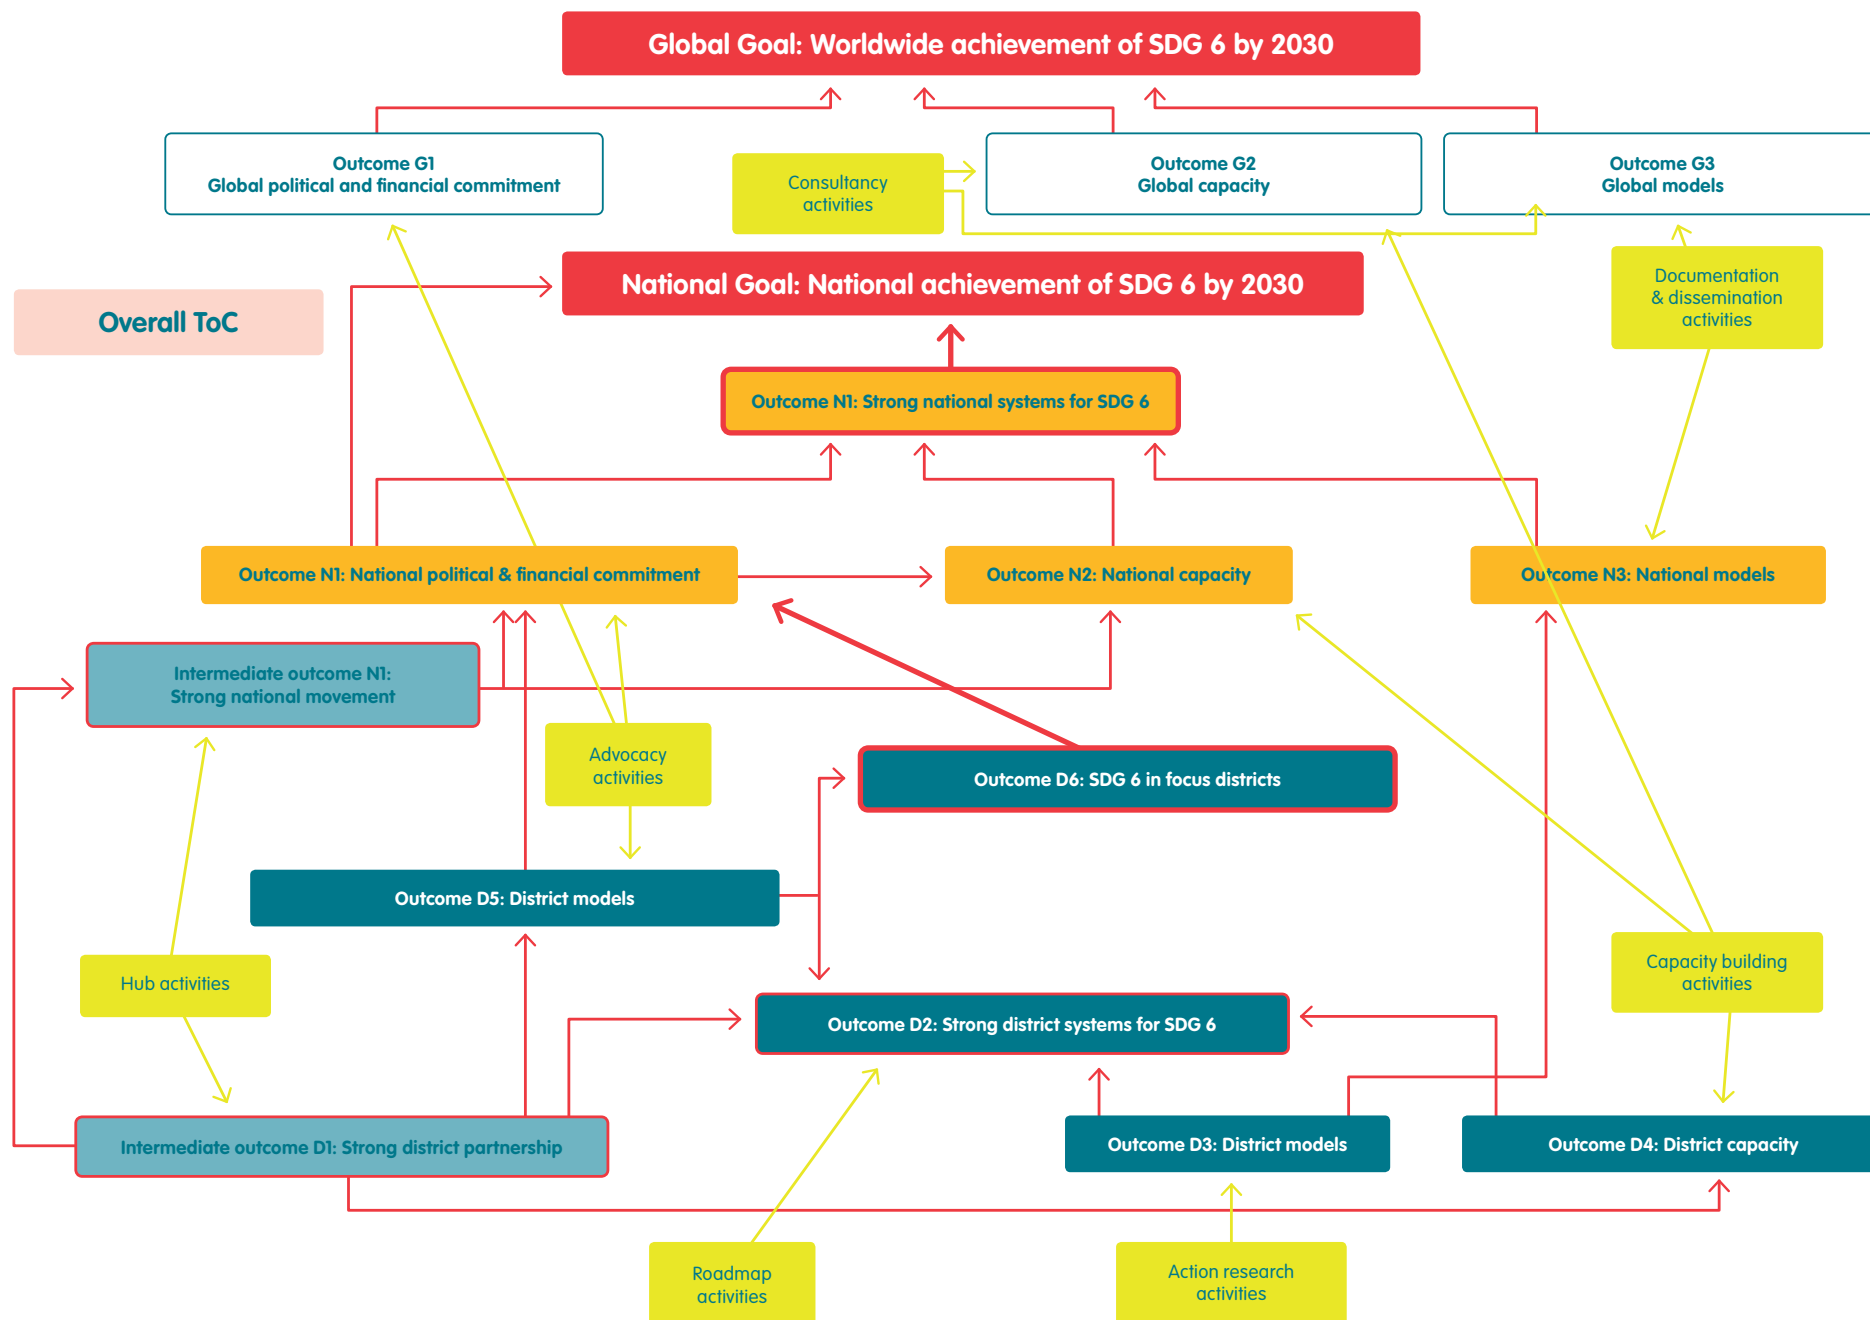 Global Goal: Worldwide achievement of SDG 6 by 2030
Outcome G1
Global political and financial commitment
Consultancy
activities
Outcome G2
Global capacity
Outcome G3
Global models
National Goal: National achievement of SDG 6 by 2030
Documentation
& dissemination
activities
Overall ToC
Outcome N1: Strong national systems for SDG 6
Outcome N1: National political & financial commitment
Outcome N2: National capacity
Outcome N3: National models
Intermediate outcome N1:
Strong national movement
Advocacy
activities
Outcome D6: SDG 6 in focus districts
Outcome D5: District models
Hub activities
Capacity building
activities
Outcome D2: Strong district systems for SDG 6
Intermediate outcome D1: Strong district partnership
Outcome D3: District models
Outcome D4: District capacity
Roadmap
activities
Action research
activities